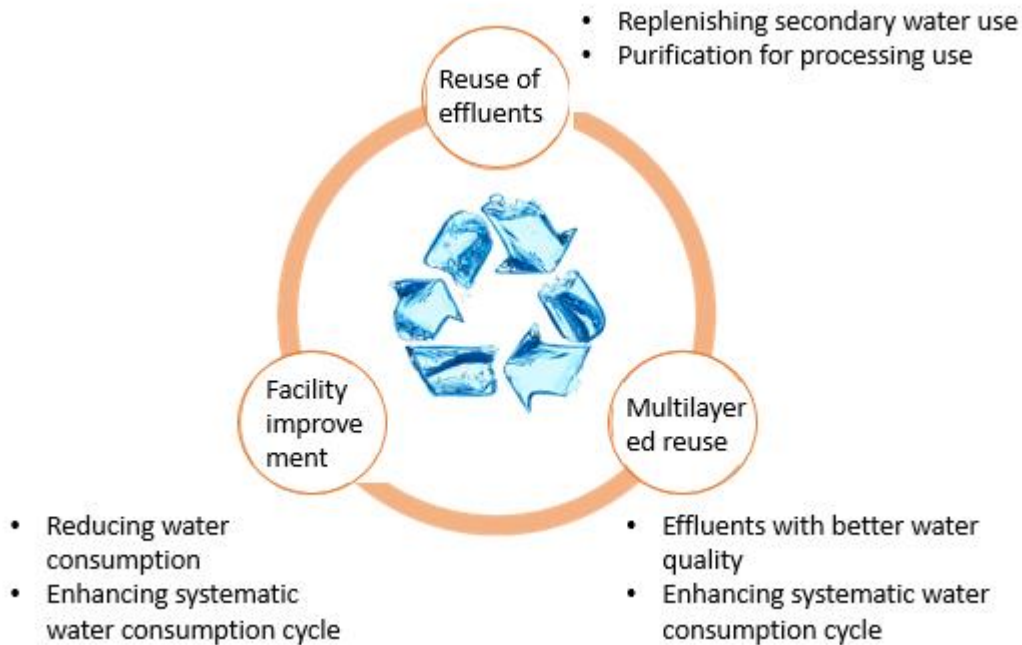 • Replenishing secondary water use
• Purification for processing use
Reuse of
effluents
Facility
improve
ment
Multilayer
ed reuse
• Reducing water
consumption
• Enhancing systematic
water consumption cycle
• Effluents with better water
quality
• Enhancing systematic water
consumption cycle